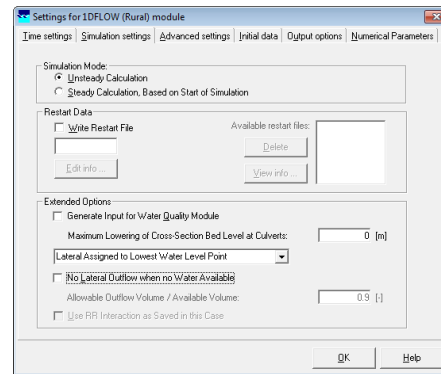 Settings for 1DFLOW (Rural) module
Time settings Simulation settings Advanced settings Initial data Output options Numerical Parameters
Simulation Mode:
Unsteady Calculation
Steady Calculation, Based on Start of Simulation
Restart Data
Write Restart File
Available restart files:
Delete
Edit info ...
View info ...
Extended Options
Generate Input for Water Quality Module
Maximum Lowering of Cross-Section Bed Level at Culverts: 0 [m]
Lateral Assigned to Lowest Water Level Point
No Lateral Outflow when no Water Available
Allowable Outflow Volume / Available Volume: 0.9 [-]
Use RR Interaction as Saved in this Case
OK Help